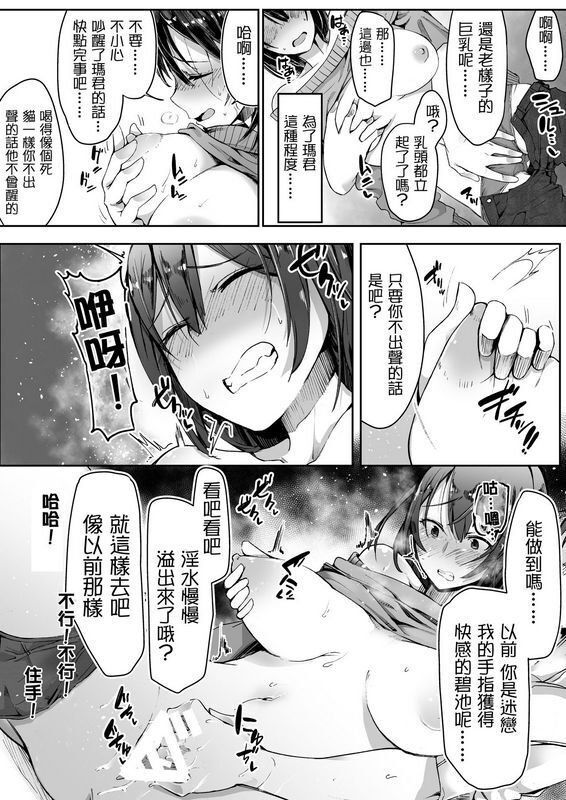 啊啊……
還是老樣子的
巨乳呢……
那……
這過也
哦？
乳頭都立
起了了嗎？
為了瑪君
這種程度……
哈啊……
不要…
不小心
吵醒了瑪君的話…
快點完事吧……
喝得像個死
貓一樣你不出
聲的話他不曾醒的
只要你不出聲的話
是吧？
咿呀！
能做到嗎……
以前 你是迷戀
我的手指獲得
快感的碧池呢……
咕…嗯…
看吧看吧
淫水慢慢
溢出來了哦？
就這樣去吧
像以前那樣
哈哈！
不行！不行！
住手！